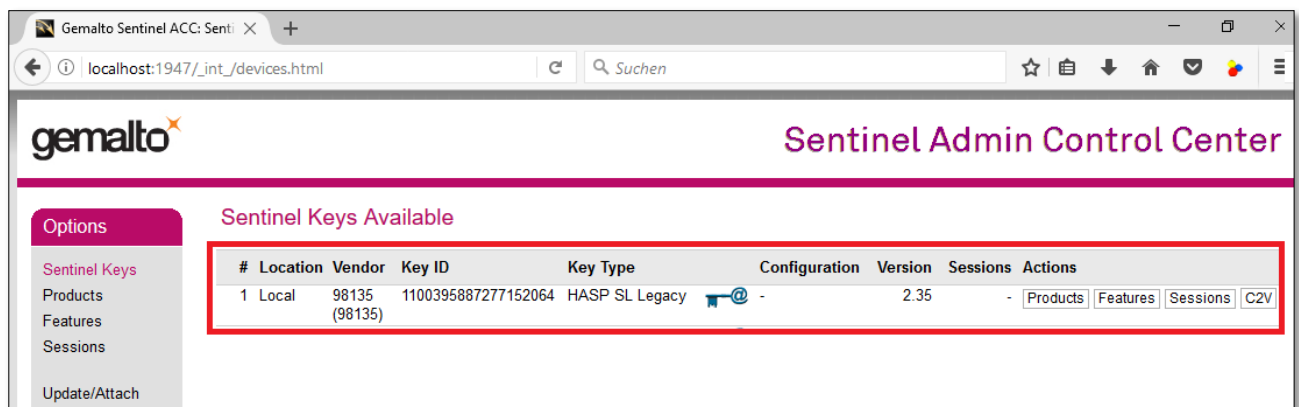 Gemalto Sentinel ACC: Senti
localhost:1947/_int_/devices.html
Suchen
gemalto
Sentinel Admin Control Center
Options
Sentinel Keys Available
# Location Vendor Key ID Key Type Configuration Version Sessions Actions
Sentinel Keys
1 Local 98135 1100395887277152064 HASP SL Legacy - 2.35 - Products Features Sessions C2V
(98135)
Products
Features
Sessions
Update/Attach